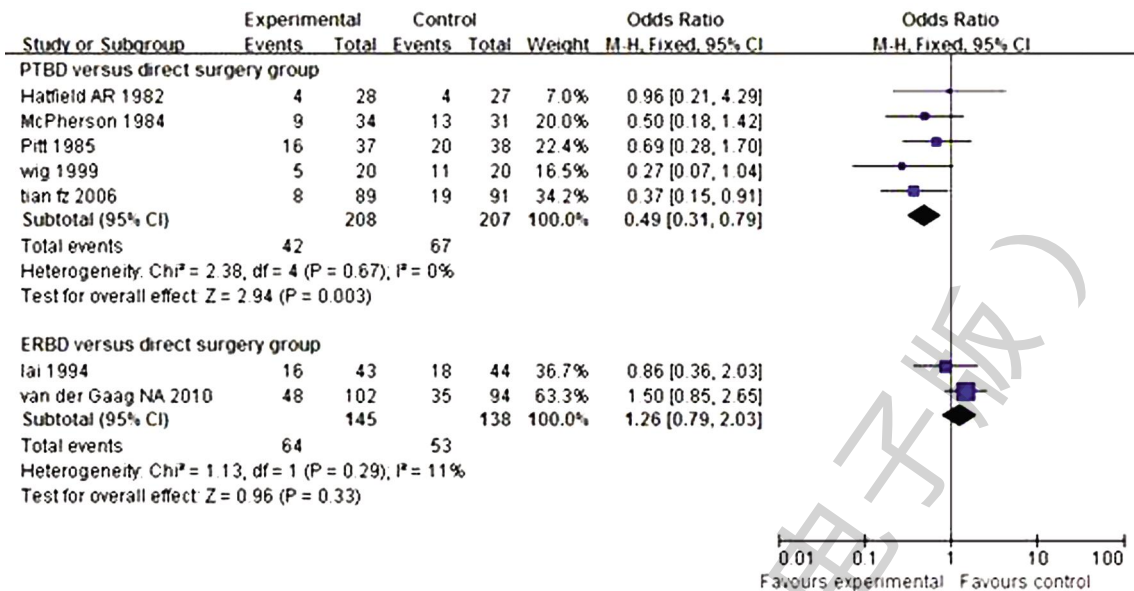 Experimental Control Odds Ratio Odds Ratio
Study or Subgroup Events Total Events Total Weight M-H, Fixed, 95% CI M-H, Fixed, 95% CI
PTBD versus direct surgery group
Hatfield AR 1982 4 28 4 27 7.0% 0.96 [0.21, 4.29]
McPherson 1984 9 34 13 31 20.0% 0.50 [0.18, 1.42]
Pitt 1985 16 37 20 38 22.4% 0.69 [0.28, 1.70]
wig 1999 5 20 11 20 16.5% 0.27 [0.07, 1.04]
tian fz 2006 8 89 19 91 34.2% 0.37 [0.15, 0.91]
Subtotal (95% CI) 208 207 100.0% 0.49 [0.31, 0.79]
Total events 42 67
Heterogeneity: Chi² = 2.38, df = 4 (P = 0.67); I² = 0%
Test for overall effect: Z = 2.94 (P = 0.003)
ERBD versus direct surgery group
lai 1994 16 43 18 44 36.7% 0.86 [0.36, 2.03]
van der Gaag NA 2010 48 102 35 94 63.3% 1.50 [0.85, 2.65]
Subtotal (95% CI) 145 138 100.0% 1.26 [0.79, 2.03]
Total events 64 53
Heterogeneity: Chi² = 1.13, df = 1 (P = 0.29); I² = 11%
Test for overall effect: Z = 0.96 (P = 0.33)
0.01 0.1 1 10 100
Favours experimental Favours control
电子版）